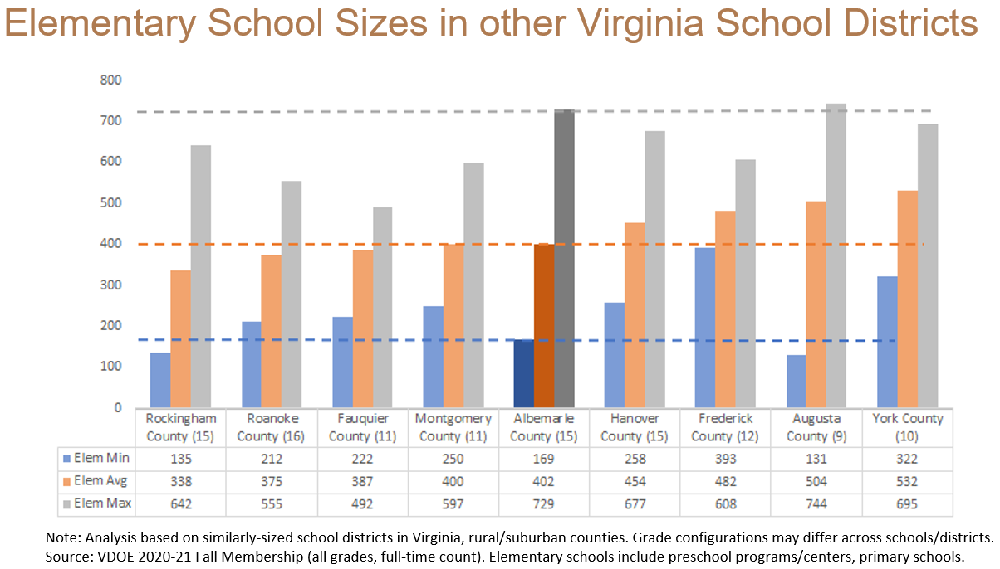 Elementary School Sizes in other Virginia School Districts
800
700
600
500
400
300
200
100
0
Rockingham County (15)
Roanoke County (16)
Fauquier County (11)
Montgomery County (11)
Albemarle County (15)
Hanover County (15)
Frederick County (12)
Augusta County (9)
York County (10)
Elem Min 135 212 222 250 169 258 393 131 322
Elem Avg 338 375 387 400 402 454 482 504 532
Elem Max 642 555 492 597 729 677 608 744 695
Note: Analysis based on similarly-sized school districts in Virginia, rural/suburban counties. Grade configurations may differ across schools/districts.
Source: VDOE 2020-21 Fall Membership (all grades, full-time count). Elementary schools include preschool programs/centers, primary schools.